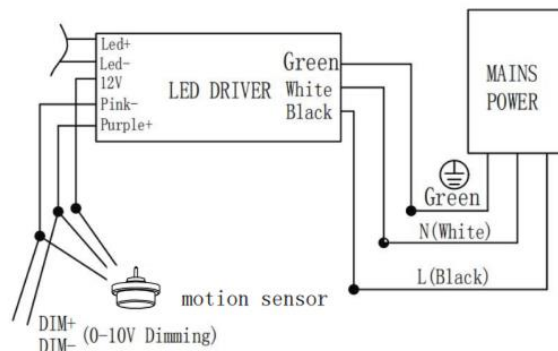 Led+
Led-
12V
Pink-
Purple+
LED DRIVER
Green
White
Black
MAINS
POWER
Green
N(White)
L(Black)
motion sensor
DIM+
DIM-
(0-10V Dimming)